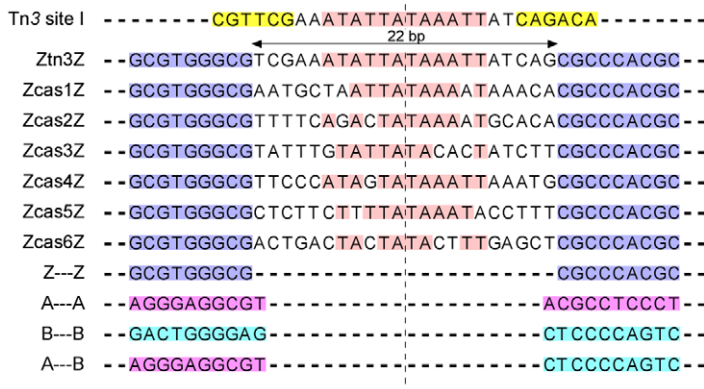 Tn3 site I --------CGTTCGAAATATTATAAATTATCAGACA--------
22 bp
Ztn3Z --GCGTGGGCGTCGAAATATTATAAATTATCAGCGCCCACGC--
Zcas1Z --GCGTGGGCGAATGCTAATTATAAAATAAACACGCCCACGC--
Zcas2Z --GCGTGGGCGTTTTCAGACTATAAAATGCACACGCCCACGC--
Zcas3Z --GCGTGGGCGTATTTGTATTATACACTATCTTCGCCCACGC--
Zcas4Z --GCGTGGGCGTTCCCATAGTATAAATTAAATGCGCCCACGC--
Zcas5Z --GCGTGGGCGCTCTTCTTTTATAAATACCTTTCGCCCACGC--
Zcas6Z --GCGTGGGCGACTGACTACTATACTTTGAGCTCGCCCACGC--
Z---Z --GCGTGGGCG----------------------CGCCCACGC--
A---A --AGGGAGGCGT--------------------ACGCCTCCCT--
B---B --GACTGGGGAG--------------------CTCCCCAGTC--
A---B --AGGGAGGCGT--------------------CTCCCCAGTC--